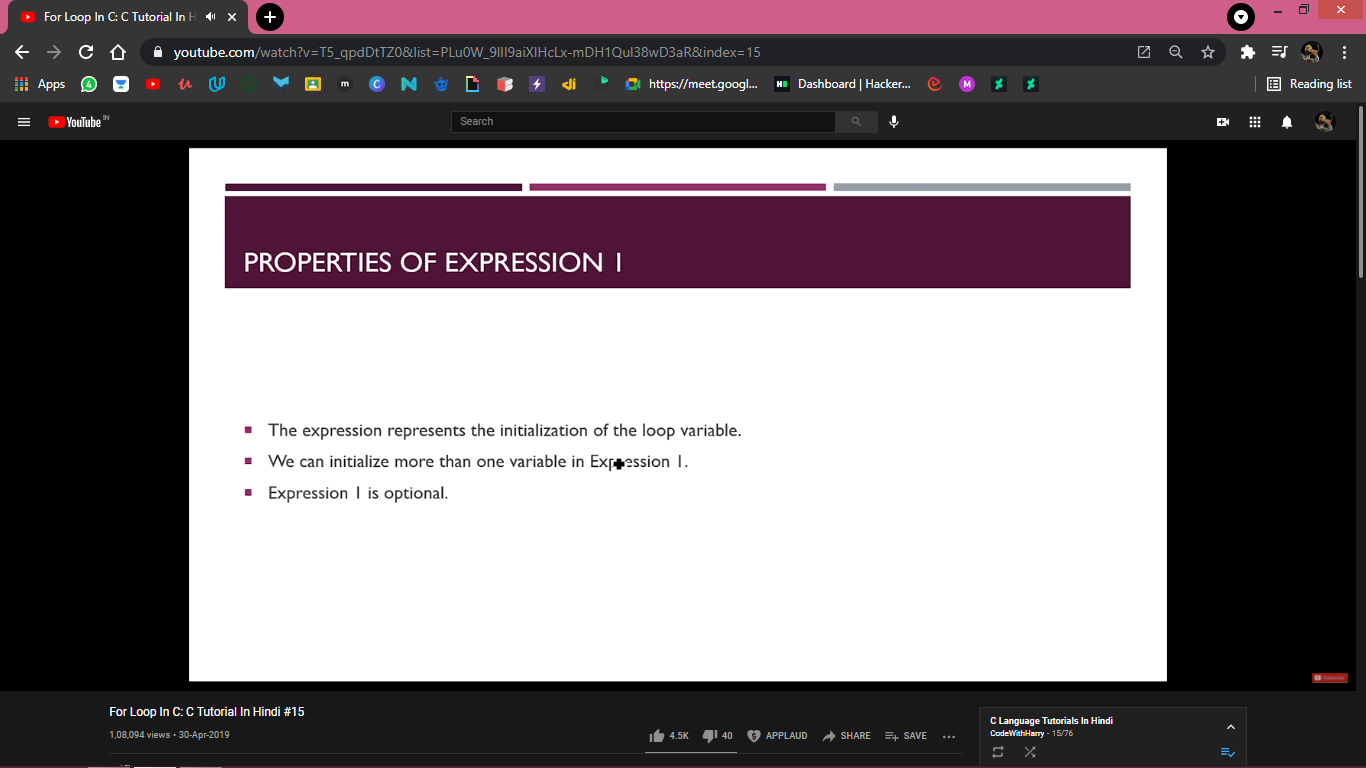 For Loop In C: C Tutorial In H
youtube.com/watch?v=T5_qpdDtTZ0&list=PLu0W_9lII9aiXlHcLx-mDH1Qul38wD3aR&index=15
Apps
4
m
C
dji
https://meet.googl...
H
Dashboard | Hacker...
M
Reading list
YouTube IN
Search
PROPERTIES OF EXPRESSION 1
The expression represents the initialization of the loop variable.
We can initialize more than one variable in Expression 1.
Expression 1 is optional.
Subscribe
For Loop In C: C Tutorial In Hindi #15
1,08,094 views • 30-Apr-2019
4.5K
40
APPLAUD
SHARE
SAVE
C Language Tutorials In Hindi
CodeWithHarry - 15/76